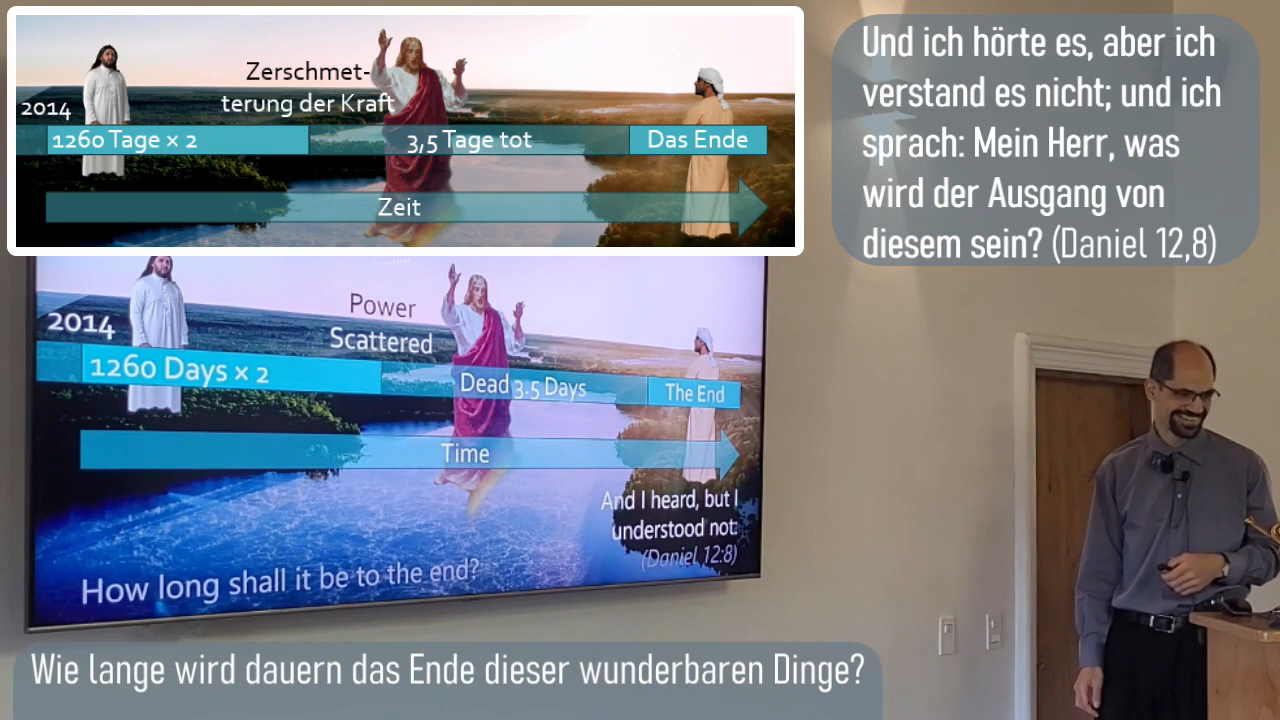 Zerschmet-
terung der Kraft
2014
1260 Tage × 2
3,5 Tage tot
Das Ende
Zeit
Und ich hörte es, aber ich
verstand es nicht; und ich
sprach: Mein Herr, was
wird der Ausgang von
diesem sein? (Daniel 12,8)
Power
Scattered
2014
1260 Days × 2
Dead 3.5 Days
The End
Time
And I heard, but I
understood not:
(Daniel 12:8)
How long shall it be to the end?
Wie lange wird dauern das Ende dieser wunderbaren Dinge?